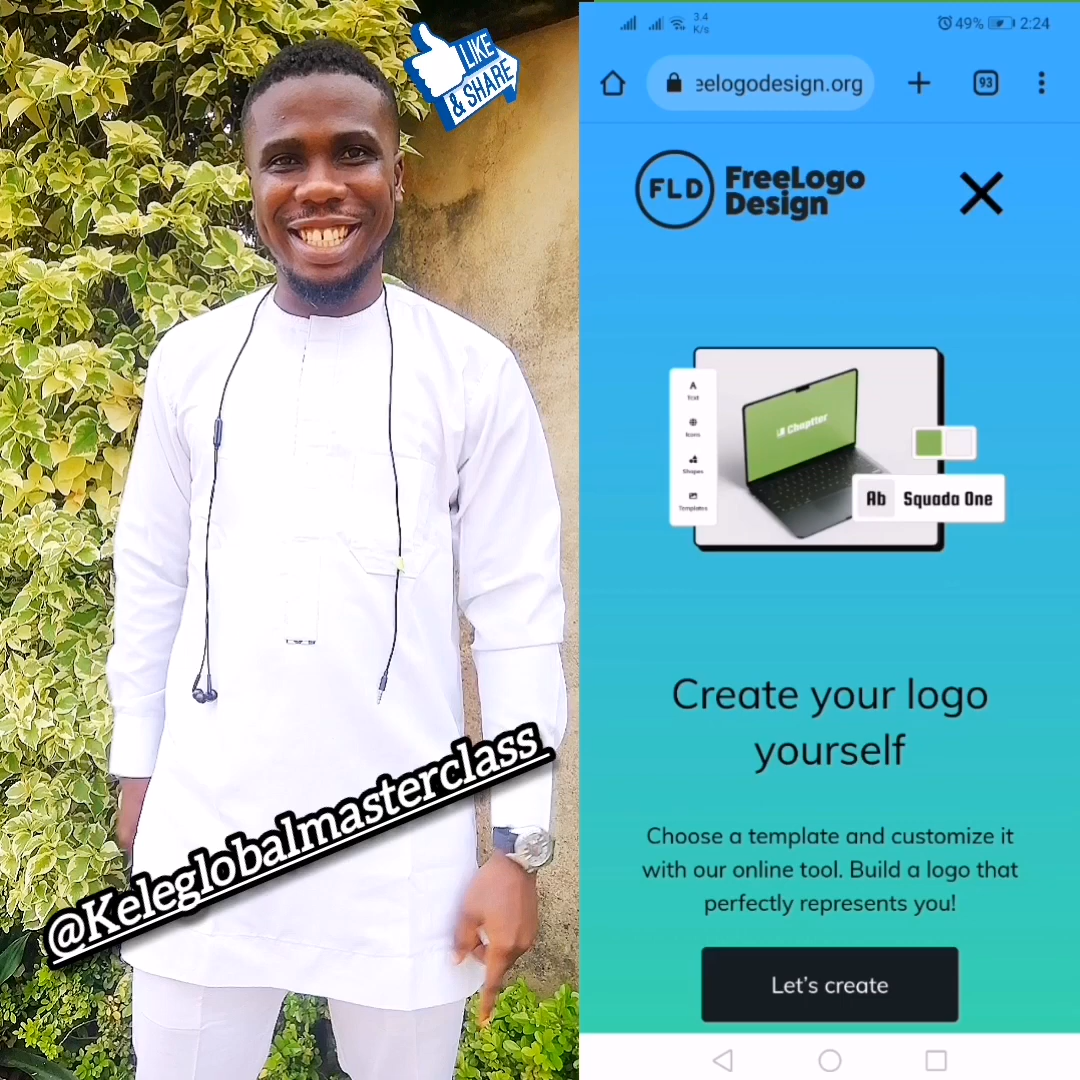 LIKE
& SHARE
@Keleglobalmasterclass
3.4
K/s
49%
2:24
eelogodesign.org
93
FLD
FreeLogo
Design
A
Text
Icons
Shapes
Templates
Chaptter
Ab Squada One
Create your logo
yourself
Choose a template and customize it
with our online tool. Build a logo that
perfectly represents you!
Let's create